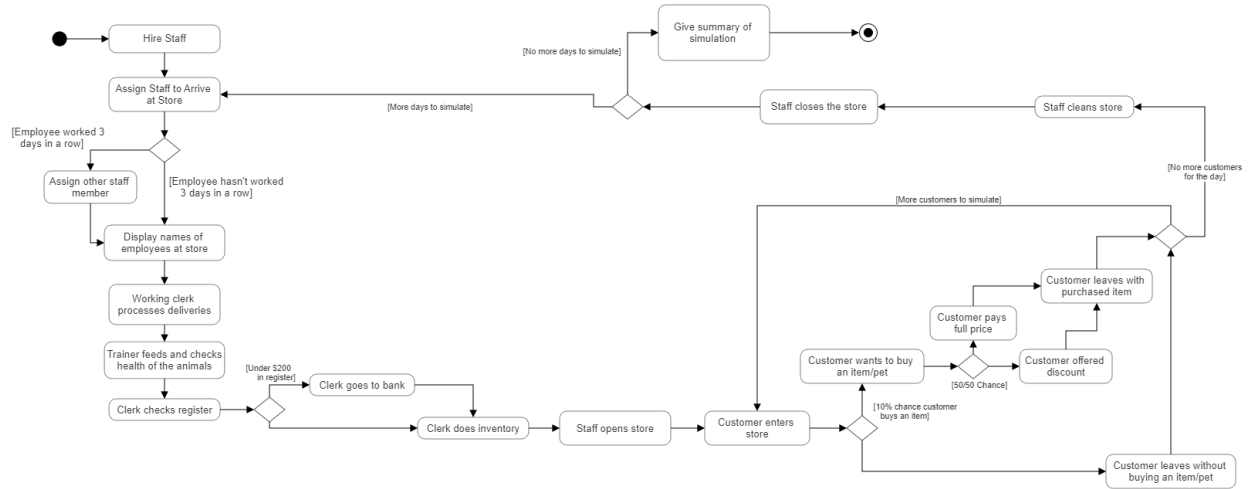 Hire Staff
Give summary of
simulation
[No more days to simulate]
Assign Staff to Arrive
at Store
[More days to simulate]
Staff closes the store
Staff cleans store
[Employee worked 3
days in a row]
[Employee hasn't worked
3 days in a row]
Assign other staff
member
[No more customers
for the day]
[More customers to simulate]
Display names of
employees at store
Working clerk
processes deliveries
Customer leaves with
purchased item
Customer pays
full price
Trainer feeds and checks
health of the animals
[Under $200
in register]
Customer wants to buy
an item/pet
Customer offered
discount
[50/50 Chance]
Clerk goes to bank
Clerk checks register
[10% chance customer
buys an item]
Clerk does inventory
Staff opens store
Customer enters
store
Customer leaves without
buying an item/pet